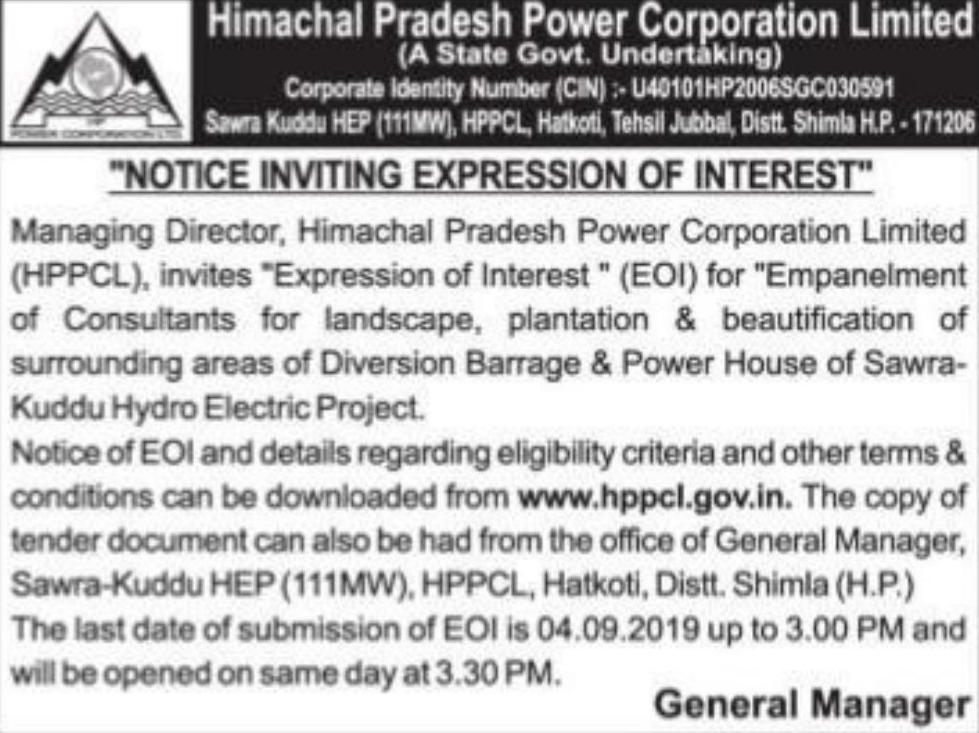 Himachal Pradesh Power Corporation Limited
(A State Govt. Undertaking)
Corporate Identity Number (CIN) :- U40101HP2006SGC030591
Sawra Kuddu HEP (111MW), HPPCL, Hatkoti, Tehsil Jubbal, Distt. Shimla H.P. - 171206
HP
POWER CORPORATION LTD.
"NOTICE INVITING EXPRESSION OF INTEREST"
Managing Director, Himachal Pradesh Power Corporation Limited
(HPPCL), invites "Expression of Interest " (EOI) for "Empanelment
of Consultants for landscape, plantation & beautification of
surrounding areas of Diversion Barrage & Power House of Sawra-
Kuddu Hydro Electric Project.
Notice of EOI and details regarding eligibility criteria and other terms &
conditions can be downloaded from www.hppcl.gov.in. The copy of
tender document can also be had from the office of General Manager,
Sawra-Kuddu HEP (111MW), HPPCL, Hatkoti, Distt. Shimla (H.P.)
The last date of submission of EOI is 04.09.2019 up to 3.00 PM and
will be opened on same day at 3.30 PM.
General Manager